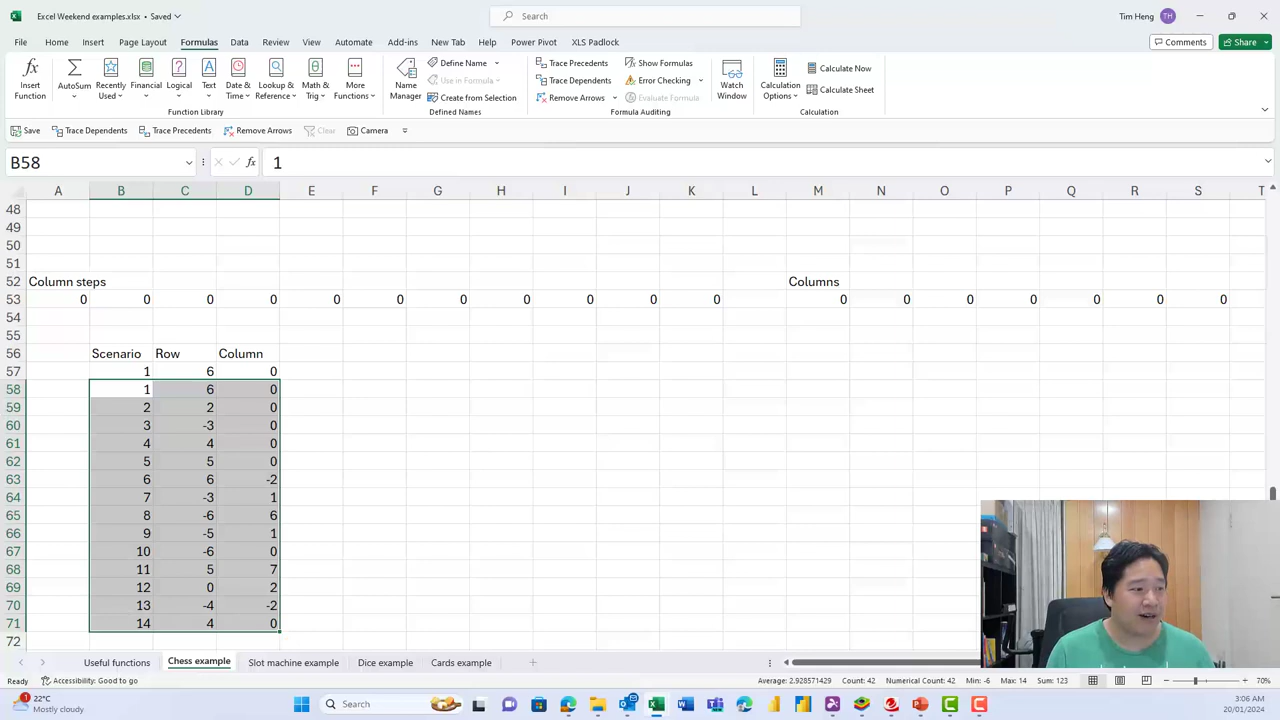 Excel Weekend examples.xlsx • Saved
Search
Tim Heng TH
File Home Insert Page Layout Formulas Data Review View Automate Add-ins New Tab Help Power Pivot XLS Padlock
Comments Share
Insert Function
AutoSum
Recently Used
Financial
Logical
Text
Date & Time
Lookup & Reference
Math & Trig
More Functions
Function Library
Name Manager
Define Name
Use in Formula
Create from Selection
Defined Names
Trace Precedents
Trace Dependents
Remove Arrows
Show Formulas
Error Checking
Evaluate Formula
Formula Auditing
Watch Window
Calculation Options
Calculate Now
Calculate Sheet
Calculation
Save Trace Dependents Trace Precedents Remove Arrows Clear Camera
B58 fx 1
A B C D E F G H I J K L M N O P Q R S T
48
49
50
51
52 Column steps Columns
53 0 0 0 0 0 0 0 0 0 0 0 0 0 0 0 0 0 0
54
55
56 Scenario Row Column
57 1 6 0
58 1 6 0
59 2 2 0
60 3 -3 0
61 4 4 0
62 5 5 0
63 6 6 -2
64 7 -3 1
65 8 -6 6
66 9 -5 1
67 10 -6 0
68 11 5 7
69 12 0 2
70 13 -4 -2
71 14 4 0
72
Useful functions Chess example Slot machine example Dice example Cards example
Ready Accessibility: Good to go Average: 2.928571429 Count: 42 Numerical Count: 42 Min: -6 Max: 14 Sum: 123 70%
22°C
Mostly cloudy
Search
3:06 AM
20/01/2024